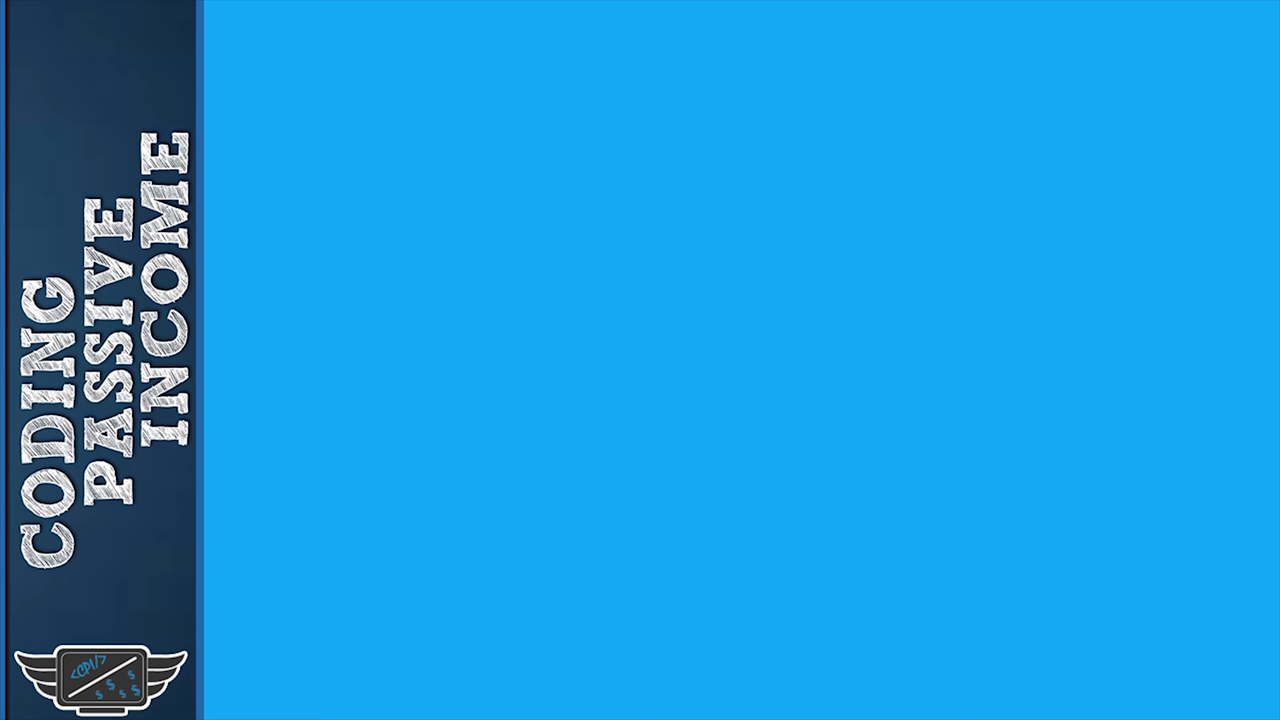 CODING
PASSIVE
INCOME
<CPI/>
$ $ $ $ $